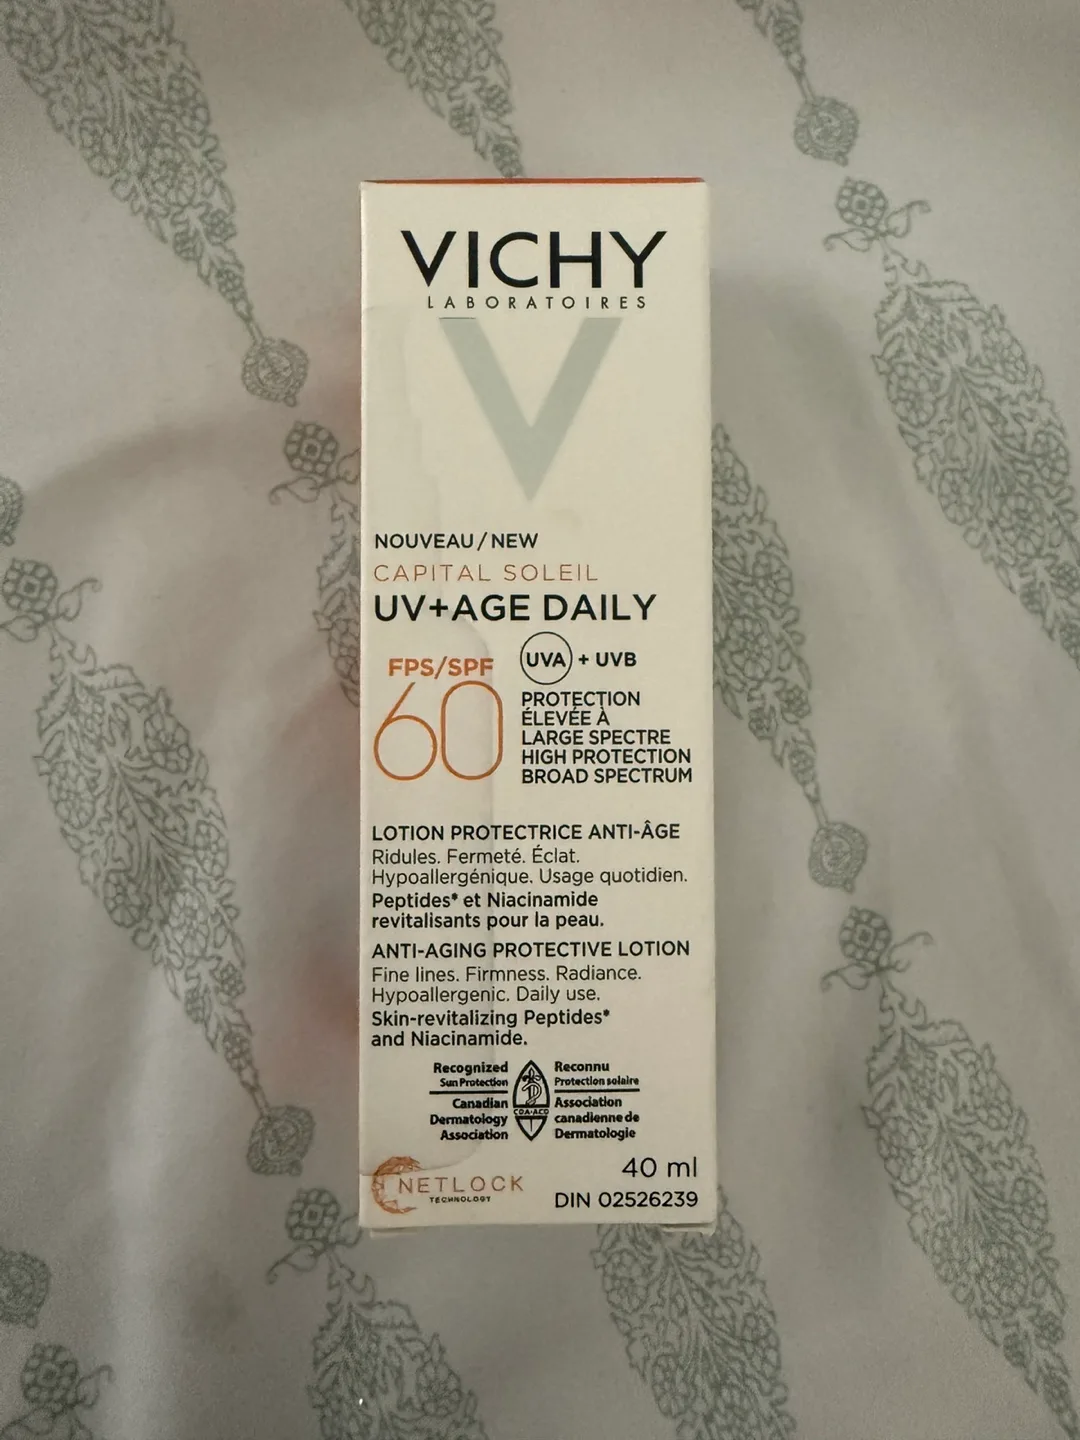 VICHY
LABORATOIRES
NOUVEAU / NEW
CAPITAL SOLEIL
UV+AGE DAILY
FPS/SPF
60
UVA + UVB
PROTECTION
ÉLEVÉE À
LARGE SPECTRE
HIGH PROTECTION
BROAD SPECTRUM
LOTION PROTECTRICE ANTI-ÂGE
Ridules. Fermeté. Éclat.
Hypoallergénique. Usage quotidien.
Peptides* et Niacinamide
revitalisants pour la peau.
ANTI-AGING PROTECTIVE LOTION
Fine lines. Firmness. Radiance.
Hypoallergenic. Daily use.
Skin-revitalizing Peptides*
and Niacinamide.
Recognized
Sun Protection
Canadian
Dermatology
Association
CDA·ACD
Reconnu
Protection solaire
Association
canadienne de
Dermatologie
NETLOCK
TECHNOLOGY
40 ml
DIN 02526239